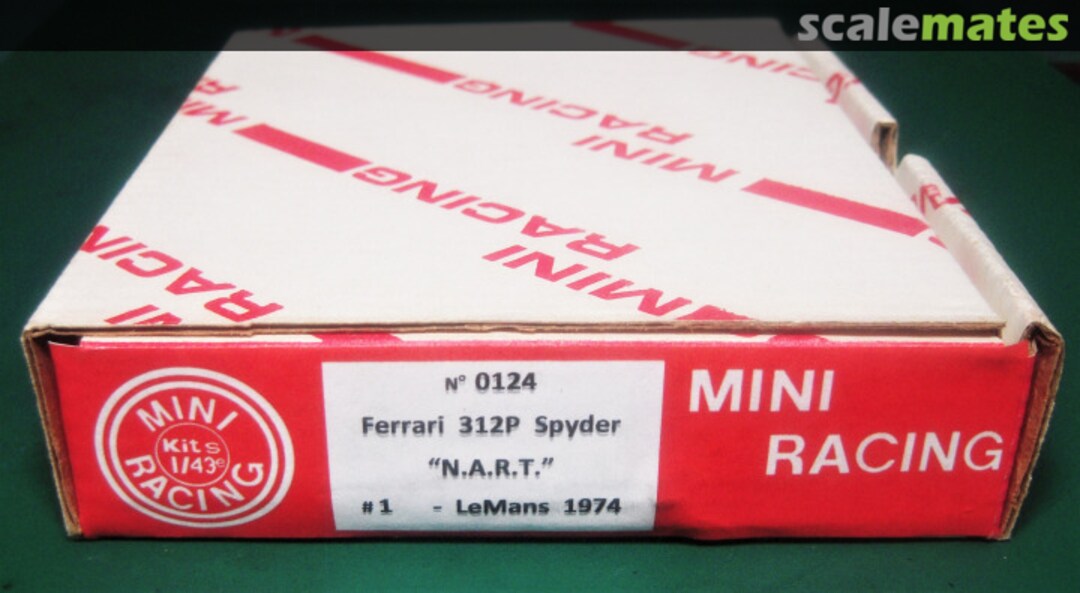 scalemates
MINI RACING
MINI RACING
MINI RACING
MINI
Kits
1/43e
RACING
N° 0124
Ferrari 312P Spyder
“N.A.R.T.”
#1 - LeMans 1974
MINI
RACING